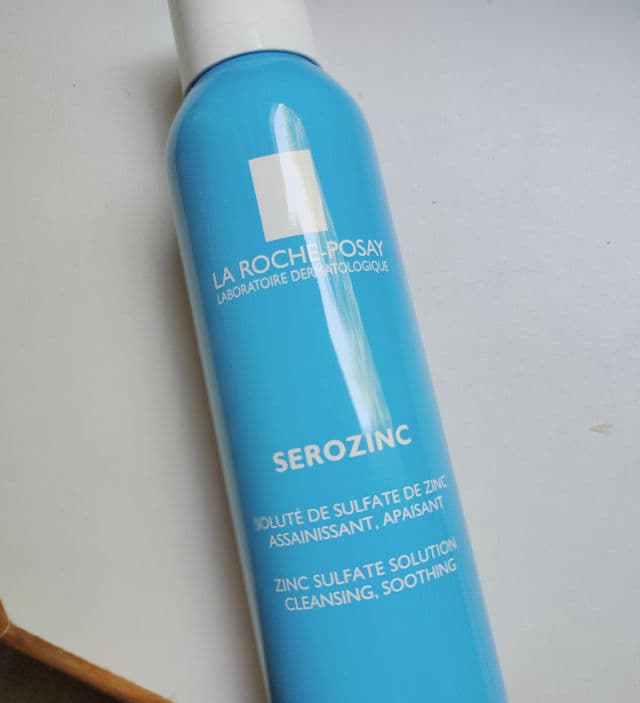 LA ROCHE-POSAY
LABORATOIRE DERMATOLOGIQUE
SEROZINC
SOLUTÉ DE SULFATE DE ZINC
ASSAINISSANT, APAISANT
ZINC SULFATE SOLUTION
CLEANSING, SOOTHING